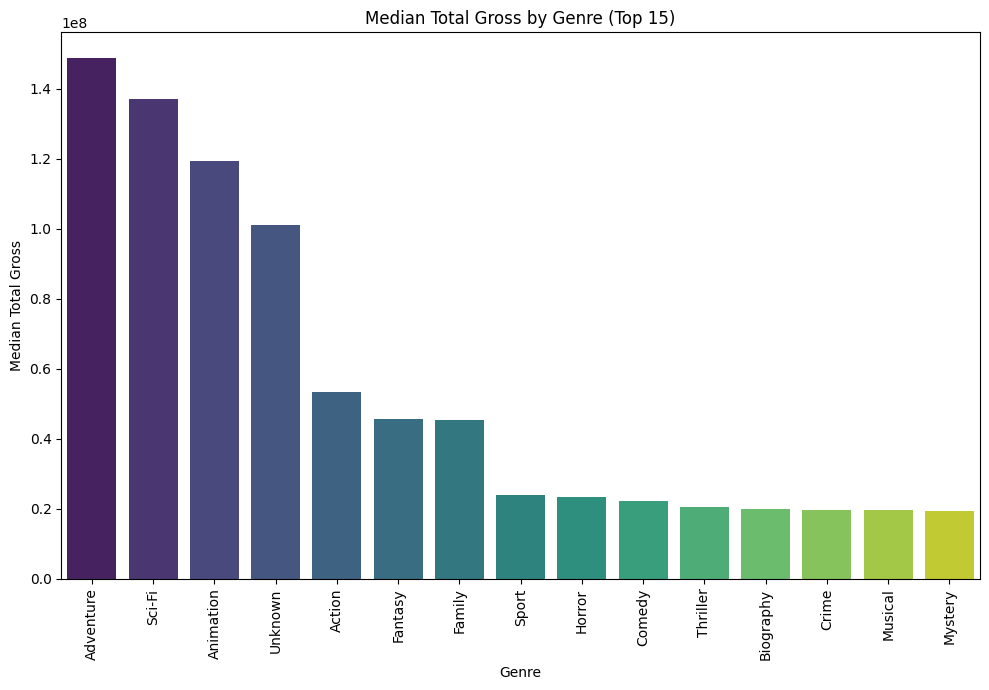 Median Total Gross by Genre (Top 15)
1e8
Median Total Gross
1.4
1.2
1.0
0.8
0.6
0.4
0.2
0.0
Adventure
Sci-Fi
Animation
Unknown
Action
Fantasy
Family
Sport
Horror
Comedy
Thriller
Biography
Crime
Musical
Mystery
Genre